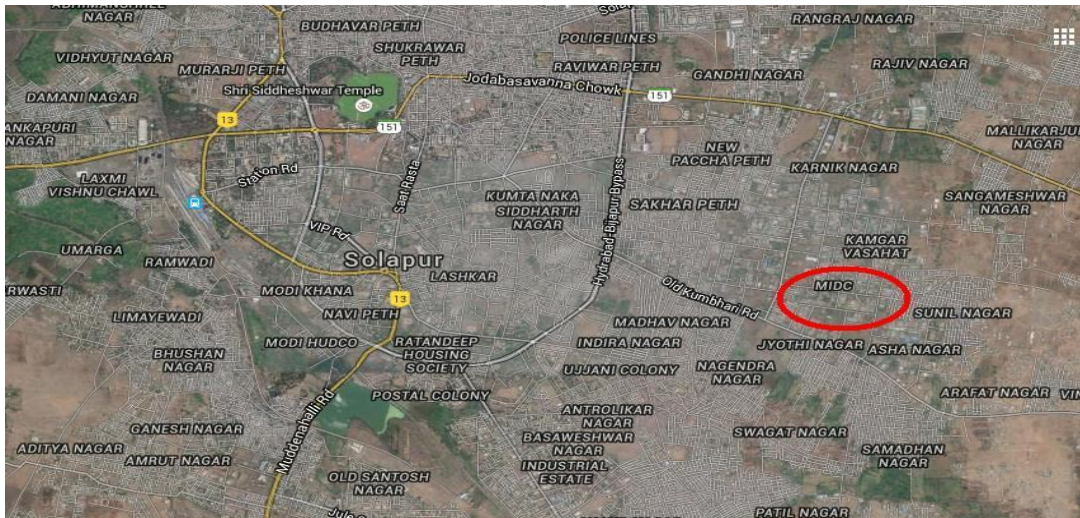 NAGAR
BUDHAVAR PETH
POLICE LINES
RANGRAJ NAGAR
VIDHYUT NAGAR
MURARJI PETH
SHUKRAWAR
PETH
RAVIWAR PETH
GANDHI NAGAR
RAJIV NAGAR
DAMANI NAGAR
Shri Siddheshwar Temple
Jodabasavanna Chowk
151
13
151
NAGAR
NEW
PACCHA PETH
KARNIK NAGAR
NAGAR
LAXMI
VISHNU CHAWL
Station Rd
Saat Rasta
KUMTA NAKA
SIDDHARTH
NAGAR
Hydrabad-Bijapur Bypass
SAKHAR PETH
SANGAMESHWAR
NAGAR
UMARGA
RAMWADI
VIP Rd
Solapur
LASHKAR
KAMGAR
VASAHAT
MODI KHANA
13
Old Kumbhari Rd
MIDC
SUNIL NAGAR
LIMAYEWADI
NAVI PETH
MADHAV NAGAR
BHUSHAN
NAGAR
MODI HUDCO
RATANDEEP
HOUSING
SOCIETY
INDIRA NAGAR
JYOTHI NAGAR
ASHA NAGAR
UJJANI COLONY
NAGENDRA
NAGAR
POSTAL COLONY
ARAFAT NAGAR
Muddenahalli Rd
ANTROLIKAR
NAGAR
GANESH NAGAR
BASAWESHWAR
NAGAR
SWAGAT NAGAR
ADITYA NAGAR
AMRUT NAGAR
INDUSTRIAL
ESTATE
SAMADHAN
NAGAR
OLD SANTOSH
NAGAR
PATIL NAGAR